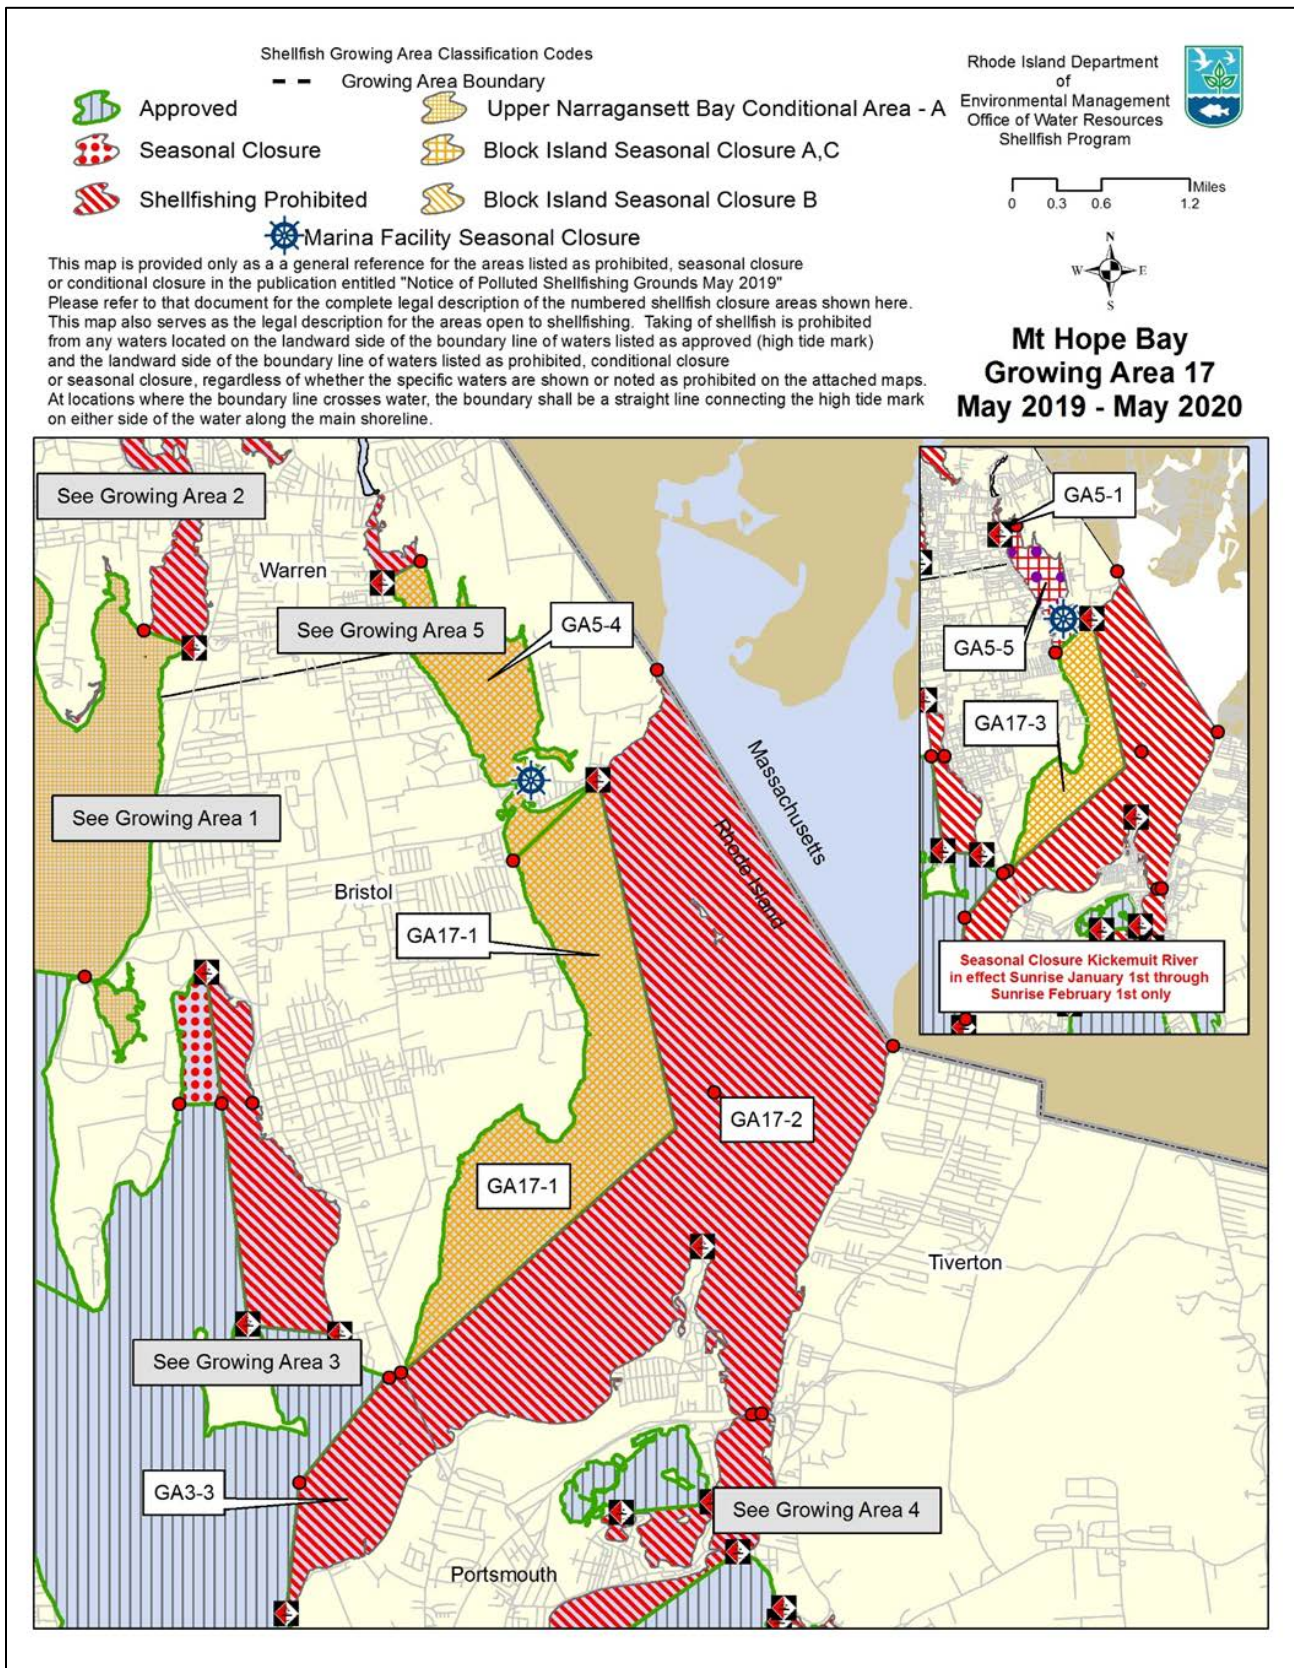 Shellfish Growing Area Classification Codes
Growing Area Boundary
Approved
Upper Narragansett Bay Conditional Area - A
Seasonal Closure
Block Island Seasonal Closure A,C
Shellfishing Prohibited
Block Island Seasonal Closure B
Marina Facility Seasonal Closure
Rhode Island Department
of
Environmental Management
Office of Water Resources
Shellfish Program
Miles
0 0.3 0.6 1.2
N
W E
S
This map is provided only as a a general reference for the areas listed as prohibited, seasonal closure
or conditional closure in the publication entitled "Notice of Polluted Shellfishing Grounds May 2019"
Please refer to that document for the complete legal description of the numbered shellfish closure areas shown here.
This map also serves as the legal description for the areas open to shellfishing. Taking of shellfish is prohibited
from any waters located on the landward side of the boundary line of waters listed as approved (high tide mark)
and the landward side of the boundary line of waters listed as prohibited, conditional closure
or seasonal closure, regardless of whether the specific waters are shown or noted as prohibited on the attached maps.
At locations where the boundary line crosses water, the boundary shall be a straight line connecting the high tide mark
on either side of the water along the main shoreline.
Mt Hope Bay
Growing Area 17
May 2019 - May 2020
See Growing Area 2
Warren
See Growing Area 5
GA5-4
See Growing Area 1
Massachusetts
Rhode Island
Bristol
GA17-1
GA17-2
GA17-1
Tiverton
See Growing Area 3
GA3-3
See Growing Area 4
Portsmouth
GA5-1
GA5-5
GA17-3
Seasonal Closure Kickemuit River
in effect Sunrise January 1st through
Sunrise February 1st only